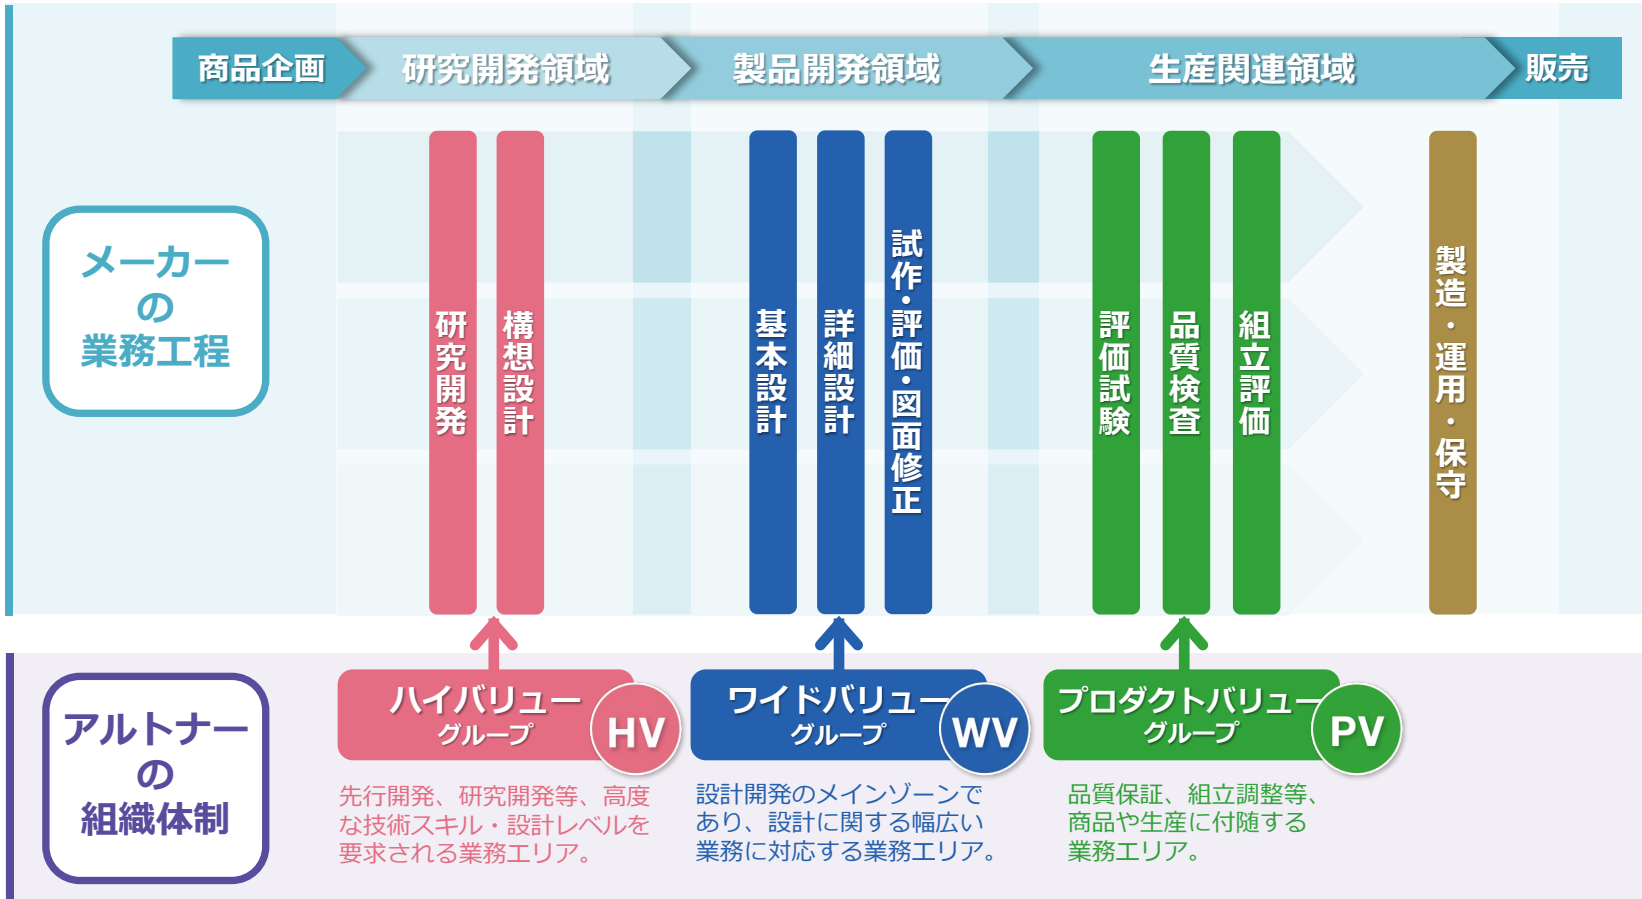 商品企画
研究開発領域
製品開発領域
生産関連領域
販売
メーカー
の
業務工程
研究開発
構想設計
基本設計
詳細設計
試作・評価・図面修正
評価試験
品質検査
組立評価
製造・運用・保守
アルトナー
の
組織体制
ハイバリュー
グループ
HV
先行開発、研究開発等、高度
な技術スキル・設計レベルを
要求される業務エリア。
ワイドバリュー
グループ
WV
設計開発のメインゾーンで
あり、設計に関する幅広い
業務に対応する業務エリア。
プロダクトバリュー
グループ
PV
品質保証、組立調整等、
商品や生産に付随する
業務エリア。